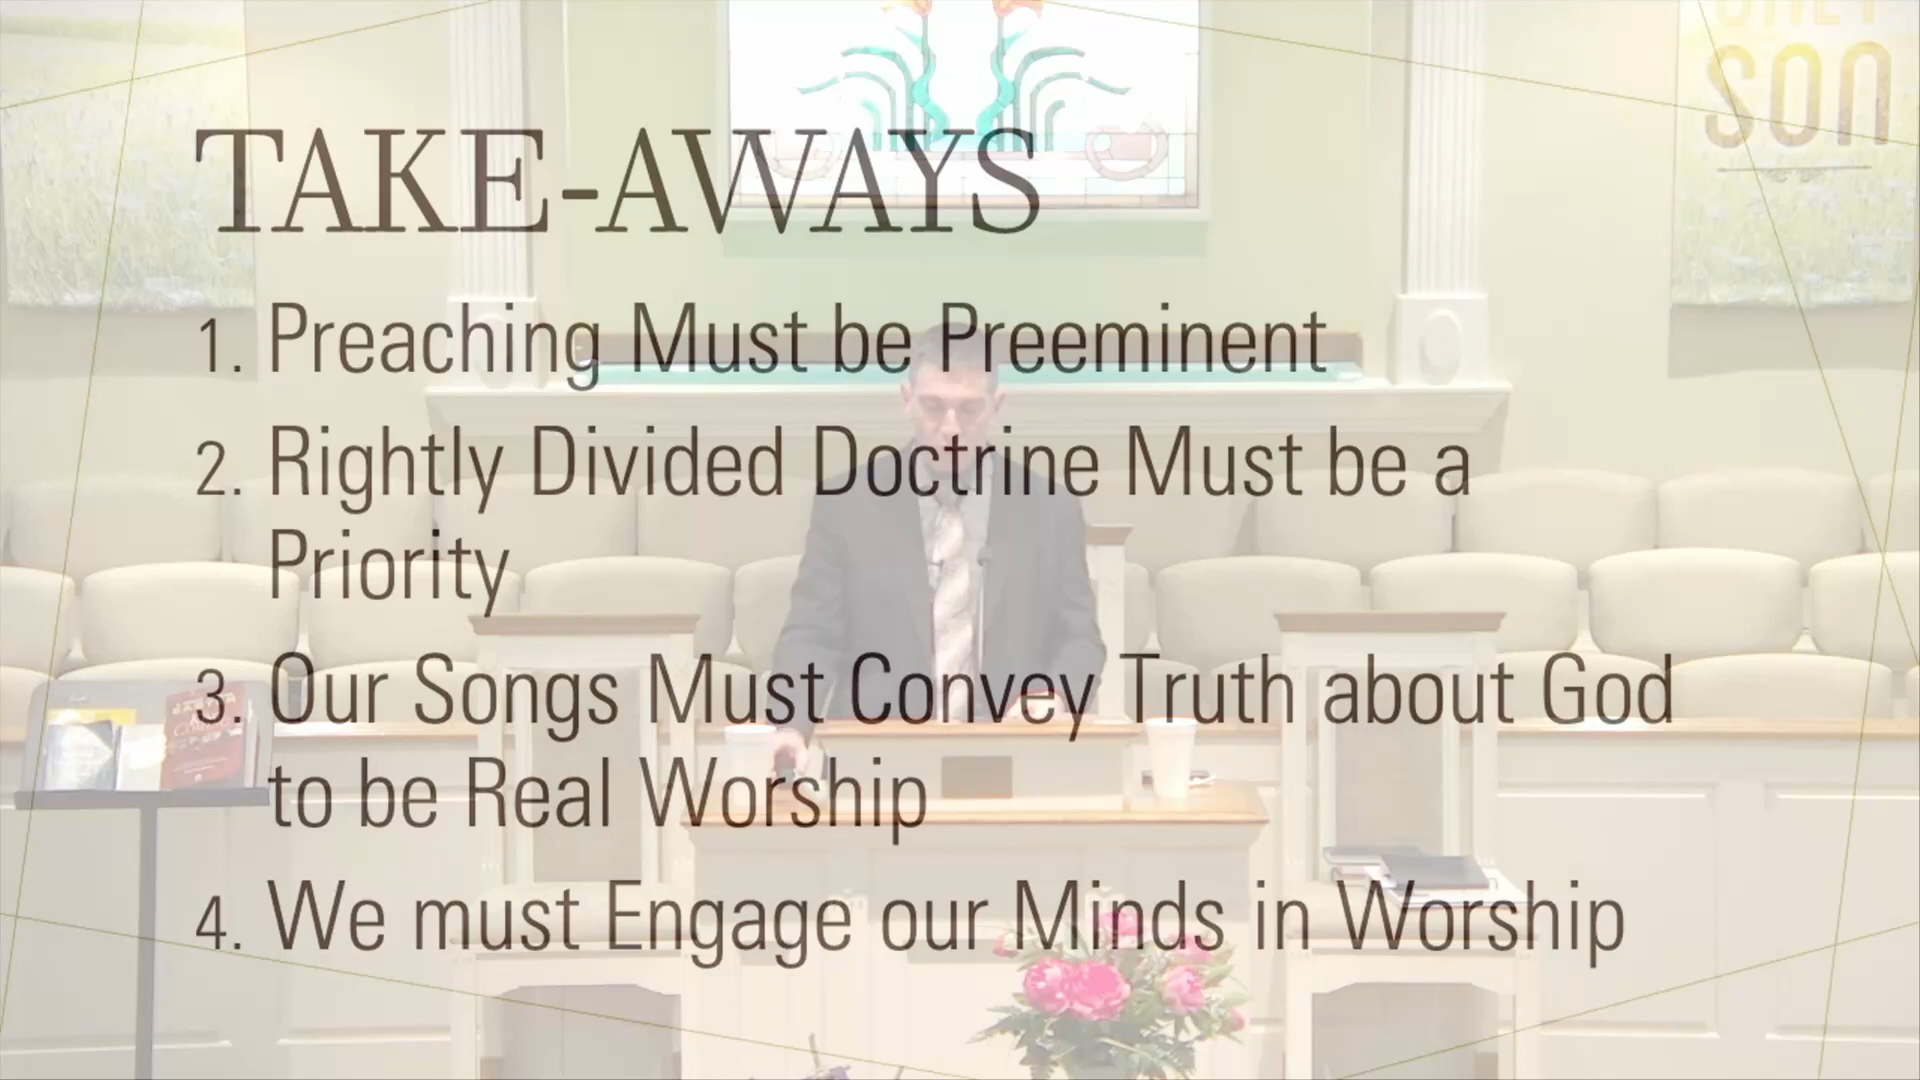 SON
TAKE-AWAYS
1. Preaching Must be Preeminent
2. Rightly Divided Doctrine Must be a
Priority
3. Our Songs Must Convey Truth about God
to be Real Worship
4. We must Engage our Minds in Worship